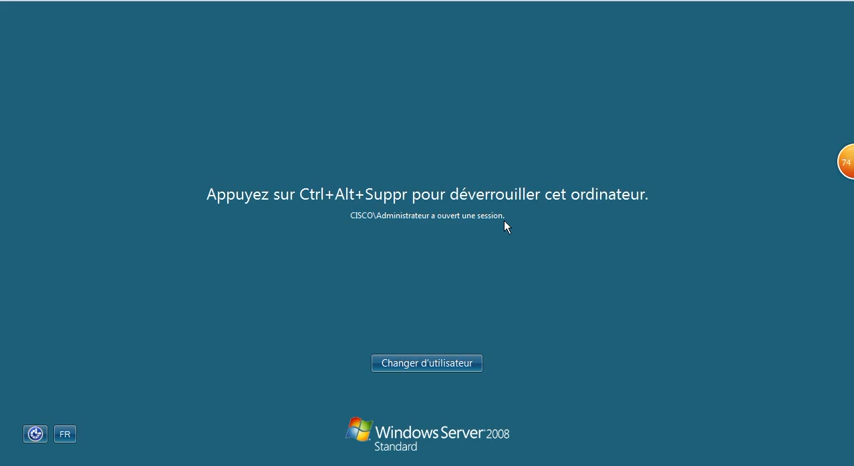 74
Appuyez sur Ctrl+Alt+Suppr pour déverrouiller cet ordinateur.
CISCO\Administrateur a ouvert une session.
Changer d'utilisateur
FR
Windows Server 2008
Standard